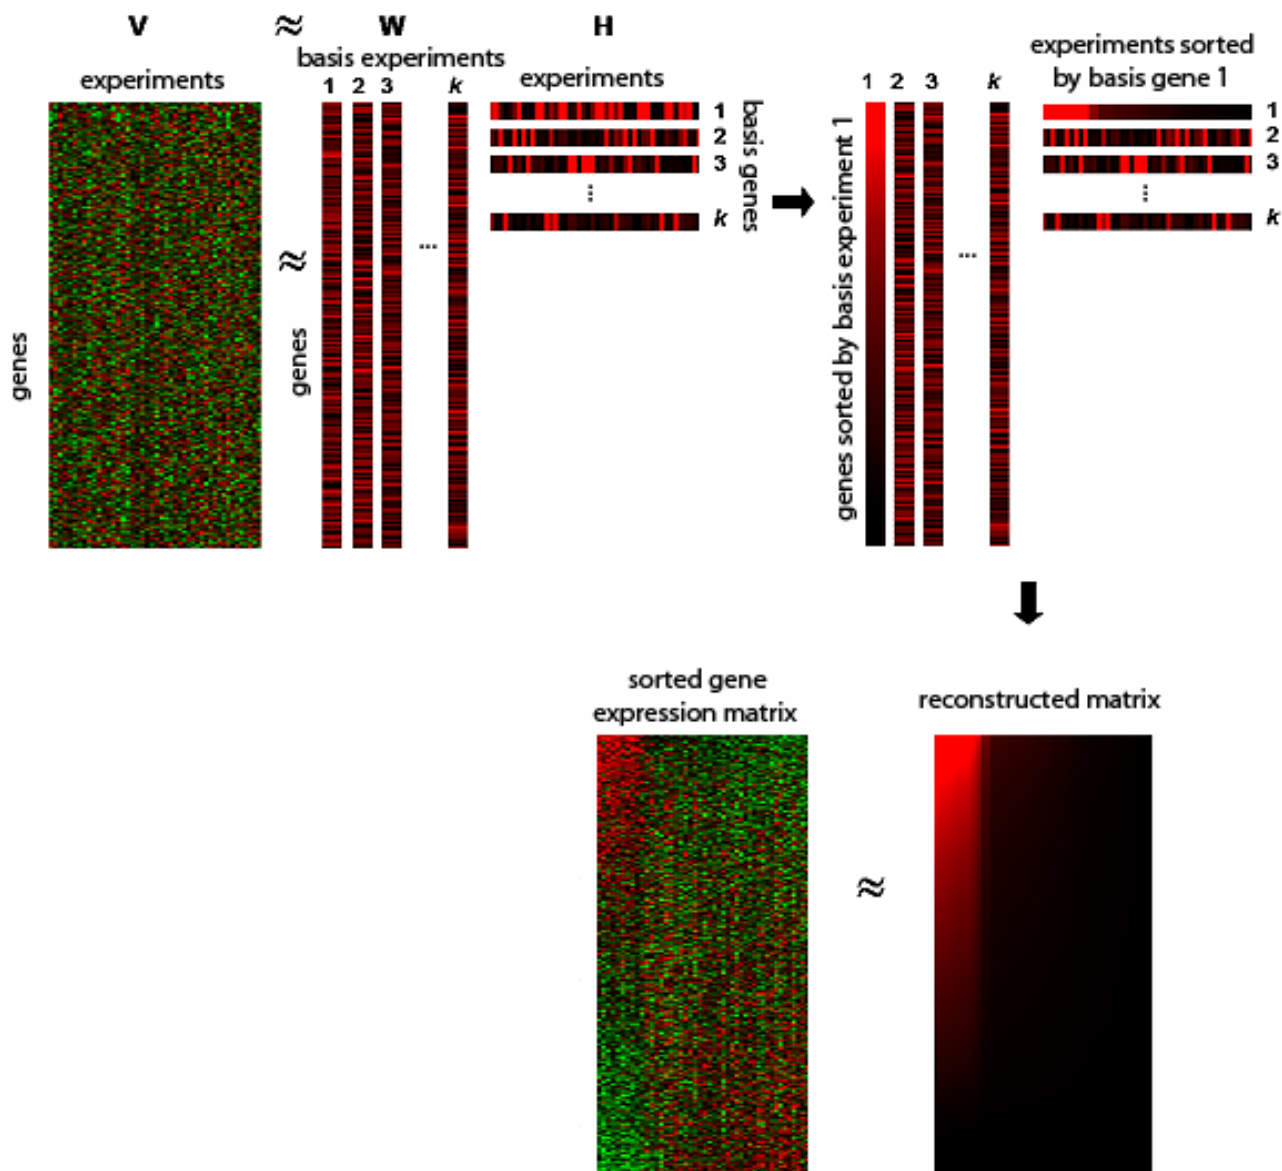 V ≈ W H
basis experiments
experiments
1 2 3 k
experiments
genes
≈
genes
...
1
2
3
...
k
basis genes
experiments sorted
by basis gene 1
1 2 3 k
genes sorted by basis experiment 1
...
1
2
3
...
k
sorted gene
expression matrix
reconstructed matrix
≈